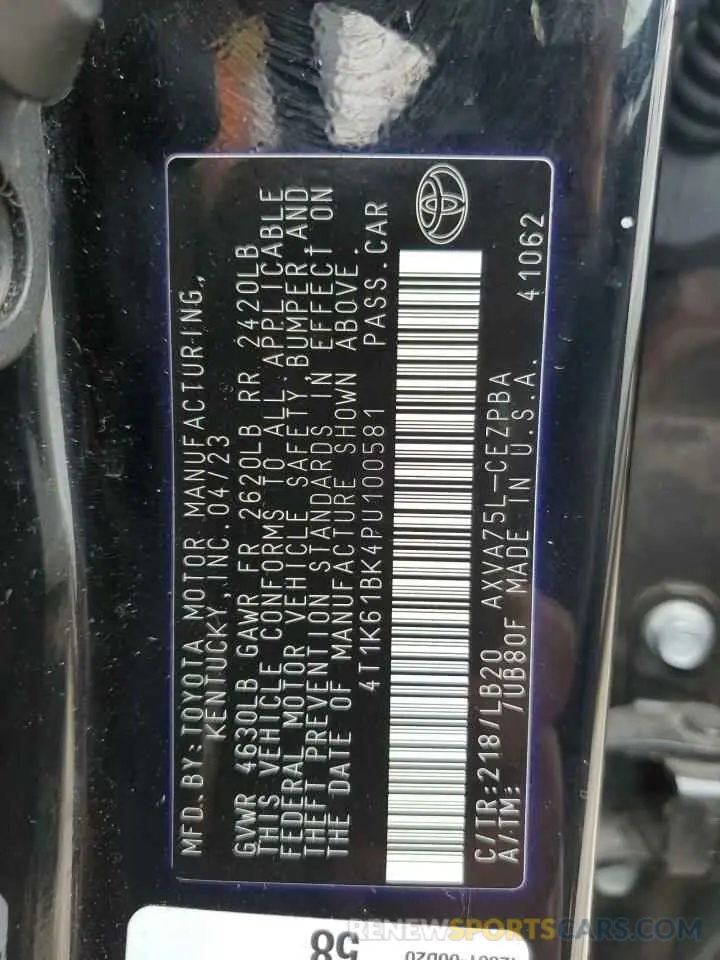 MFD. BY: TOYOTA MOTOR MANUFACTURING,
KENTUCKY, INC. 04/23
GVWR 4630LB GAWR FR 2620LB RR 2420LB
THIS VEHICLE CONFORMS TO ALL APPLICABLE
FEDERAL MOTOR VEHICLE SAFETY, BUMPER AND
THEFT PREVENTION STANDARDS IN EFFECT ON
THE DATE OF MANUFACTURE SHOWN ABOVE.
4T1K61BK4PU100581 PASS.CAR
C/TR:218/LB20 AXVA75L-CEZPBA 41062
A/TM: /UB80F MADE IN U.S.A.
58
RENEWSPORTSCARS.COM